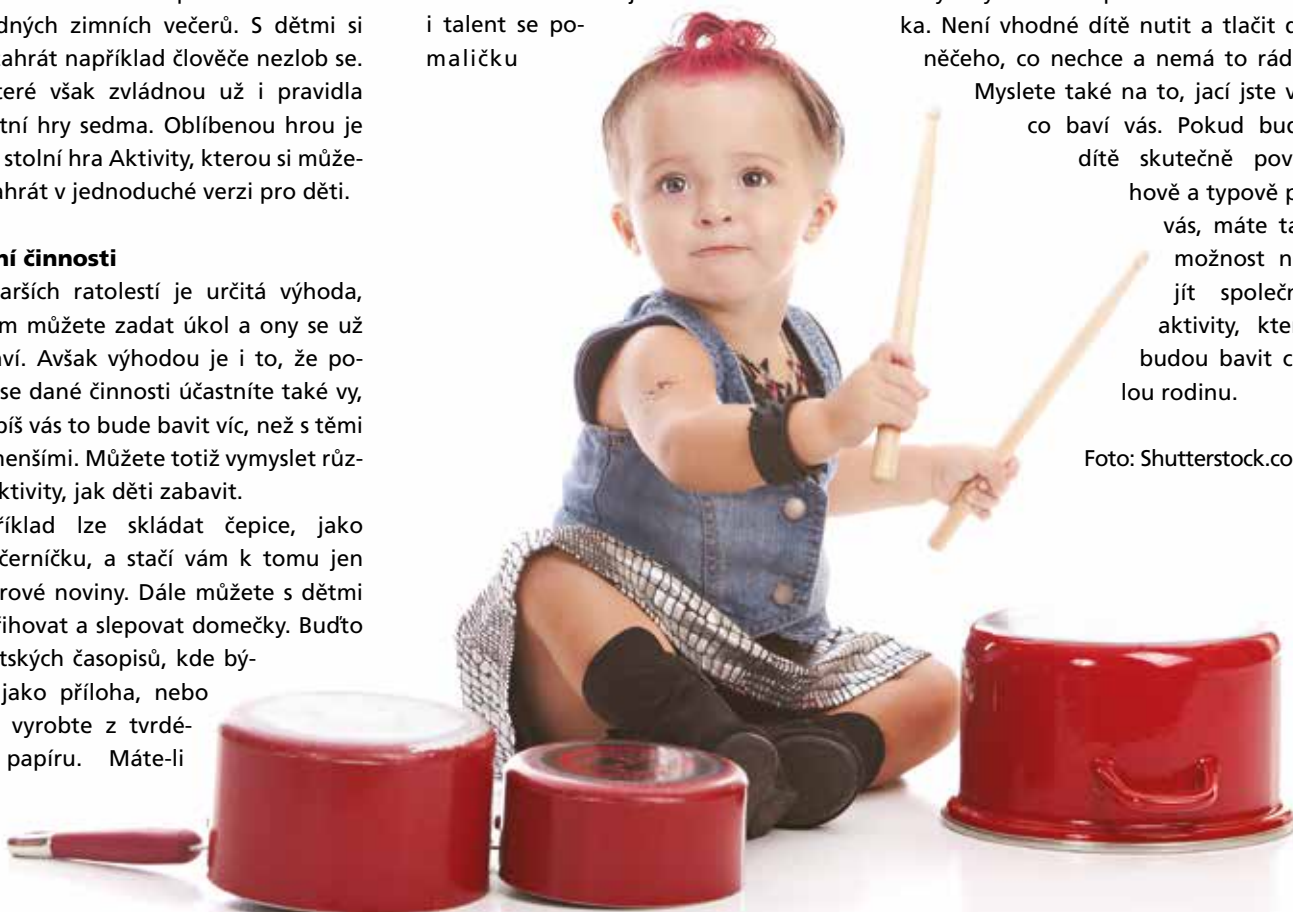 dných zimních večerů. S dětmi si
ahrát například člověče nezlob se.
teré však zvládnou už i pravidla
tní hry sedma. Oblíbenou hrou je
stolní hra Aktivity, kterou si může-
ahrát v jednoduché verzi pro děti.
ní činnosti
arších ratolestí je určitá výhoda,
m můžete zadat úkol a ony se už
aví. Avšak výhodou je i to, že po-
se dané činnosti účastníte také vy,
píš vás to bude bavit víc, než s těmi
menšími. Můžete totiž vymyslet růz-
ktivity, jak děti zabavit.
říklad lze skládat čepice, jako
černíčku, a stačí vám k tomu jen
rové noviny. Dále můžete s dětmi
řihovat a slepovat domečky. Buďto
tských časopisů, kde bý-
jako příloha, nebo
vyrobte z tvrdé-
papíru. Máte-li
i talent se po-
maličku
ka. Není vhodné dítě nutit a tlačit d
něčeho, co nechce a nemá to rád
Myslete také na to, jací jste v
co baví vás. Pokud bud
dítě skutečně pov
hově a typově p
vás, máte ta
možnost n
jít společn
aktivity, kter
budou bavit c
lou rodinu.
Foto: Shutterstock.co